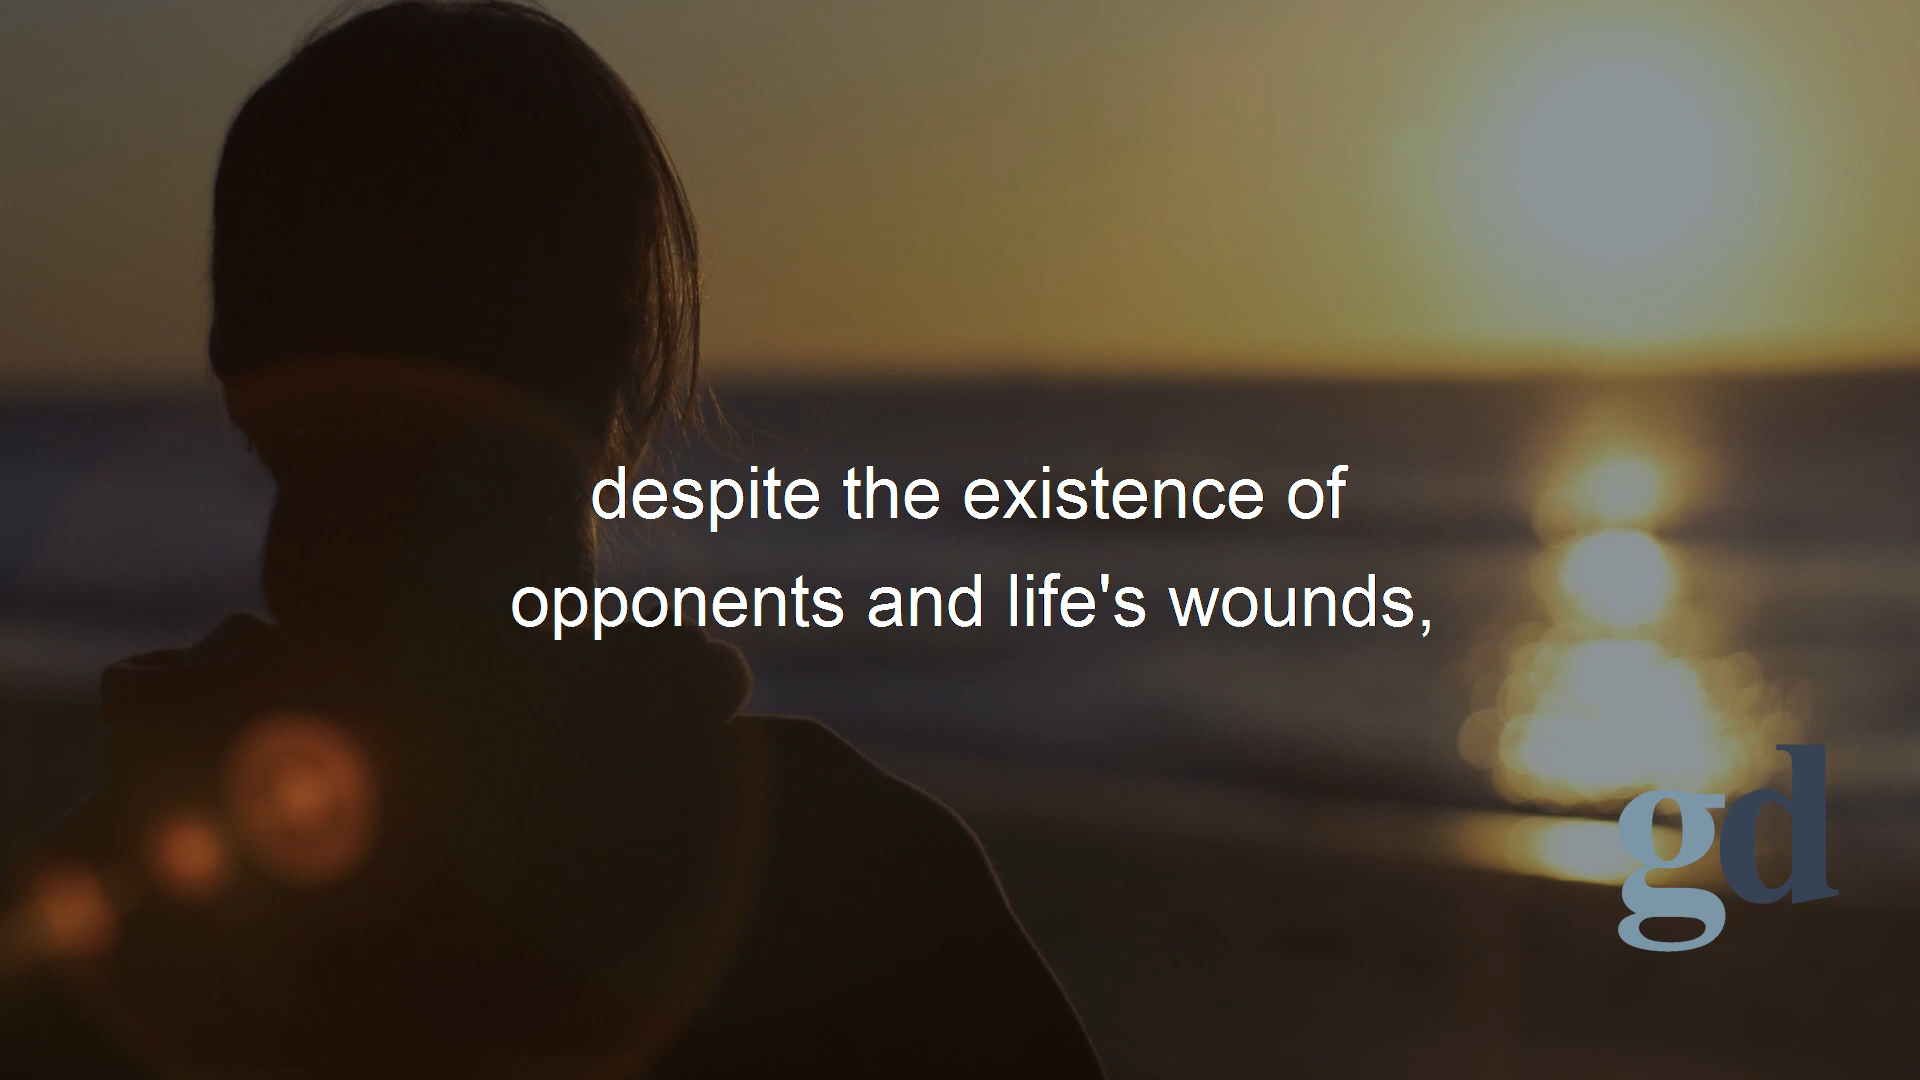 despite the existence of
opponents and life's wounds,
gd